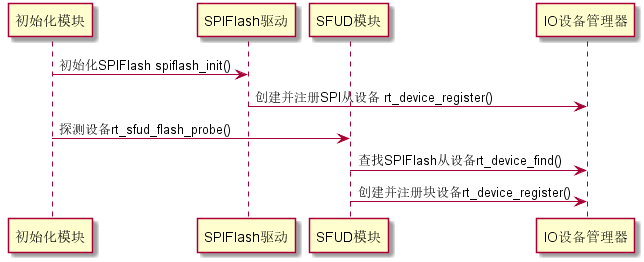 初始化模块 SPIFlash驱动 SFUD模块 IO设备管理器
初始化SPIFlash spiflash_init()
创建并注册SPI从设备 rt_device_register()
探测设备rt_sfud_flash_probe()
查找SPIFlash从设备rt_device_find()
创建并注册块设备rt_device_register()
初始化模块 SPIFlash驱动 SFUD模块 IO设备管理器